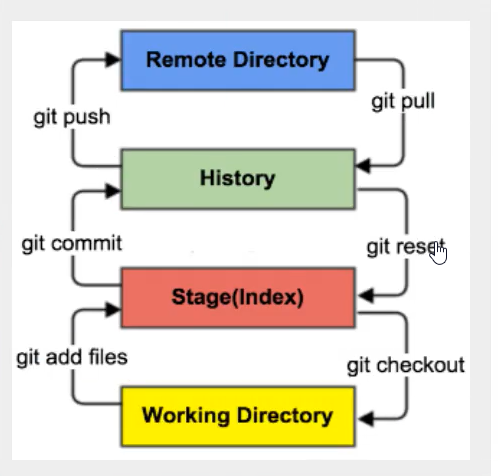 Remote Directory
git push
git pull
History
git commit
git reset
Stage(Index)
git add files
git checkout
Working Directory